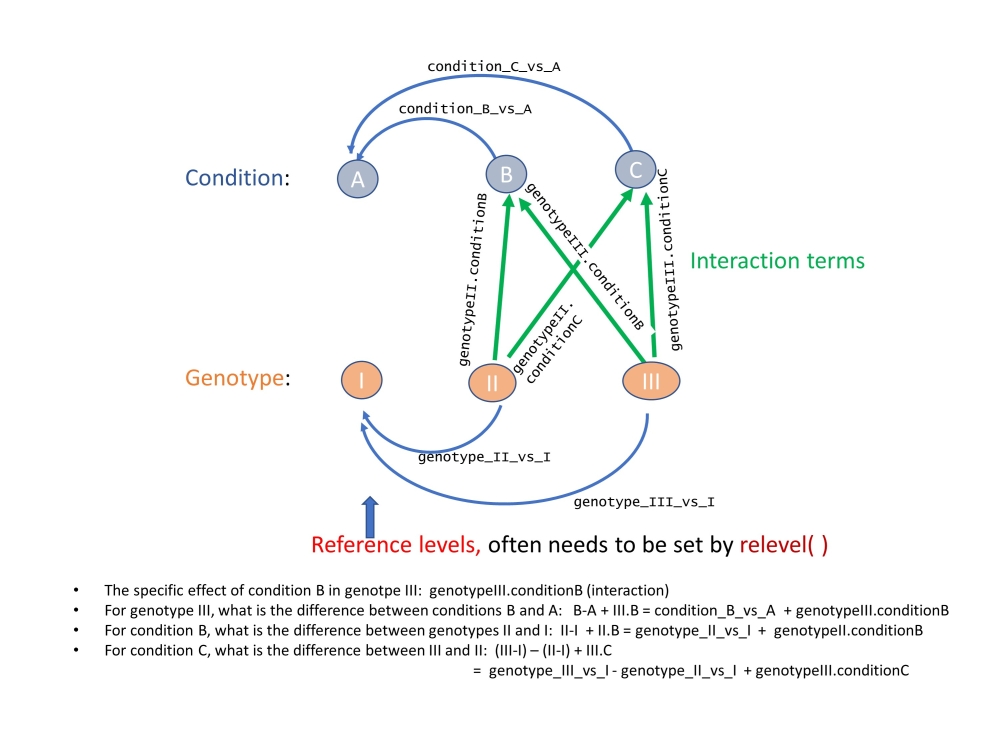 condition_C_vs_A
condition_B_vs_A
Condition:
A
B
C
genotypeII.conditionB
genotypeIII.conditionB
genotypeIII.conditionC
genotypeII.
conditionC
Interaction terms
Genotype:
I
II
III
genotype_II_vs_I
genotype_III_vs_I
Reference levels, often needs to be set by relevel( )
• The specific effect of condition B in genotpe III: genotypeIII.conditionB (interaction)
• For genotype III, what is the difference between conditions B and A: B-A + III.B = condition_B_vs_A + genotypeIII.conditionB
• For condition B, what is the difference between genotypes II and I: II-I + II.B = genotype_II_vs_I + genotypeII.conditionB
• For condition C, what is the difference between III and II: (III-I) – (II-I) + III.C
= genotype_III_vs_I - genotype_II_vs_I + genotypeIII.conditionC